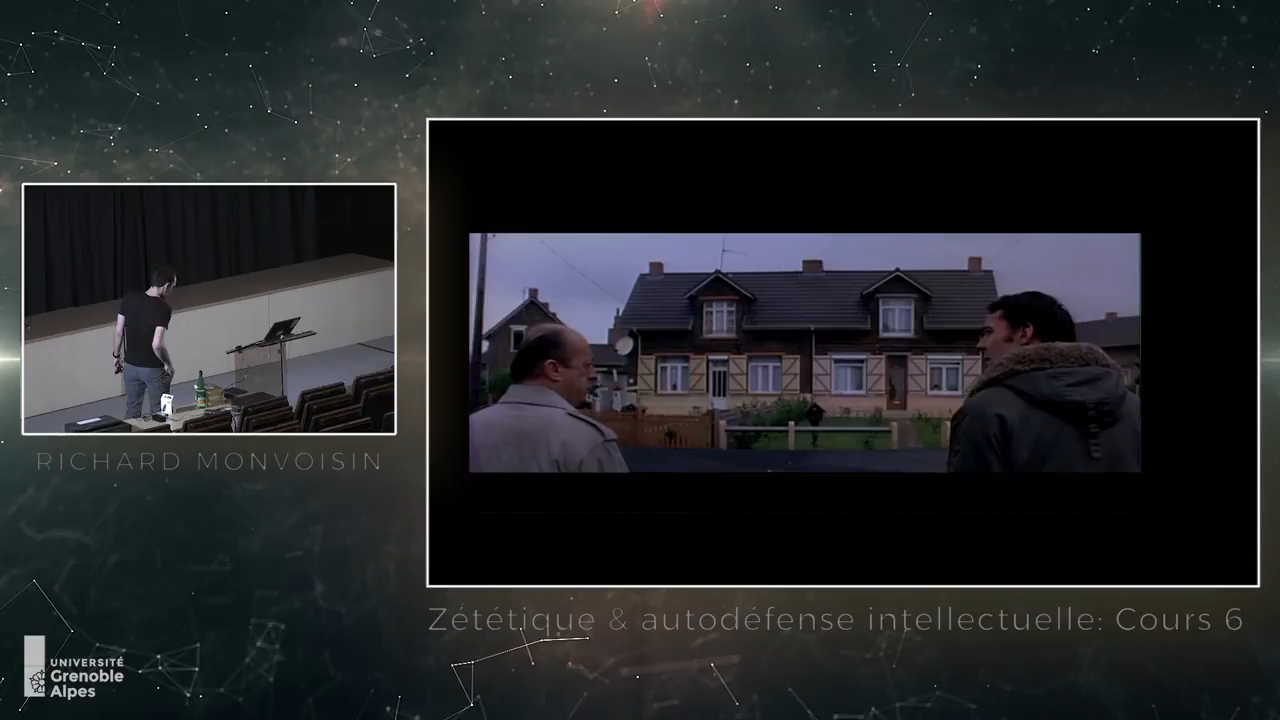 RICHARD MONVOISIN
Zététique & autodéfense intellectuelle: Cours 6
UNIVERSITÉ
Grenoble
Alpes